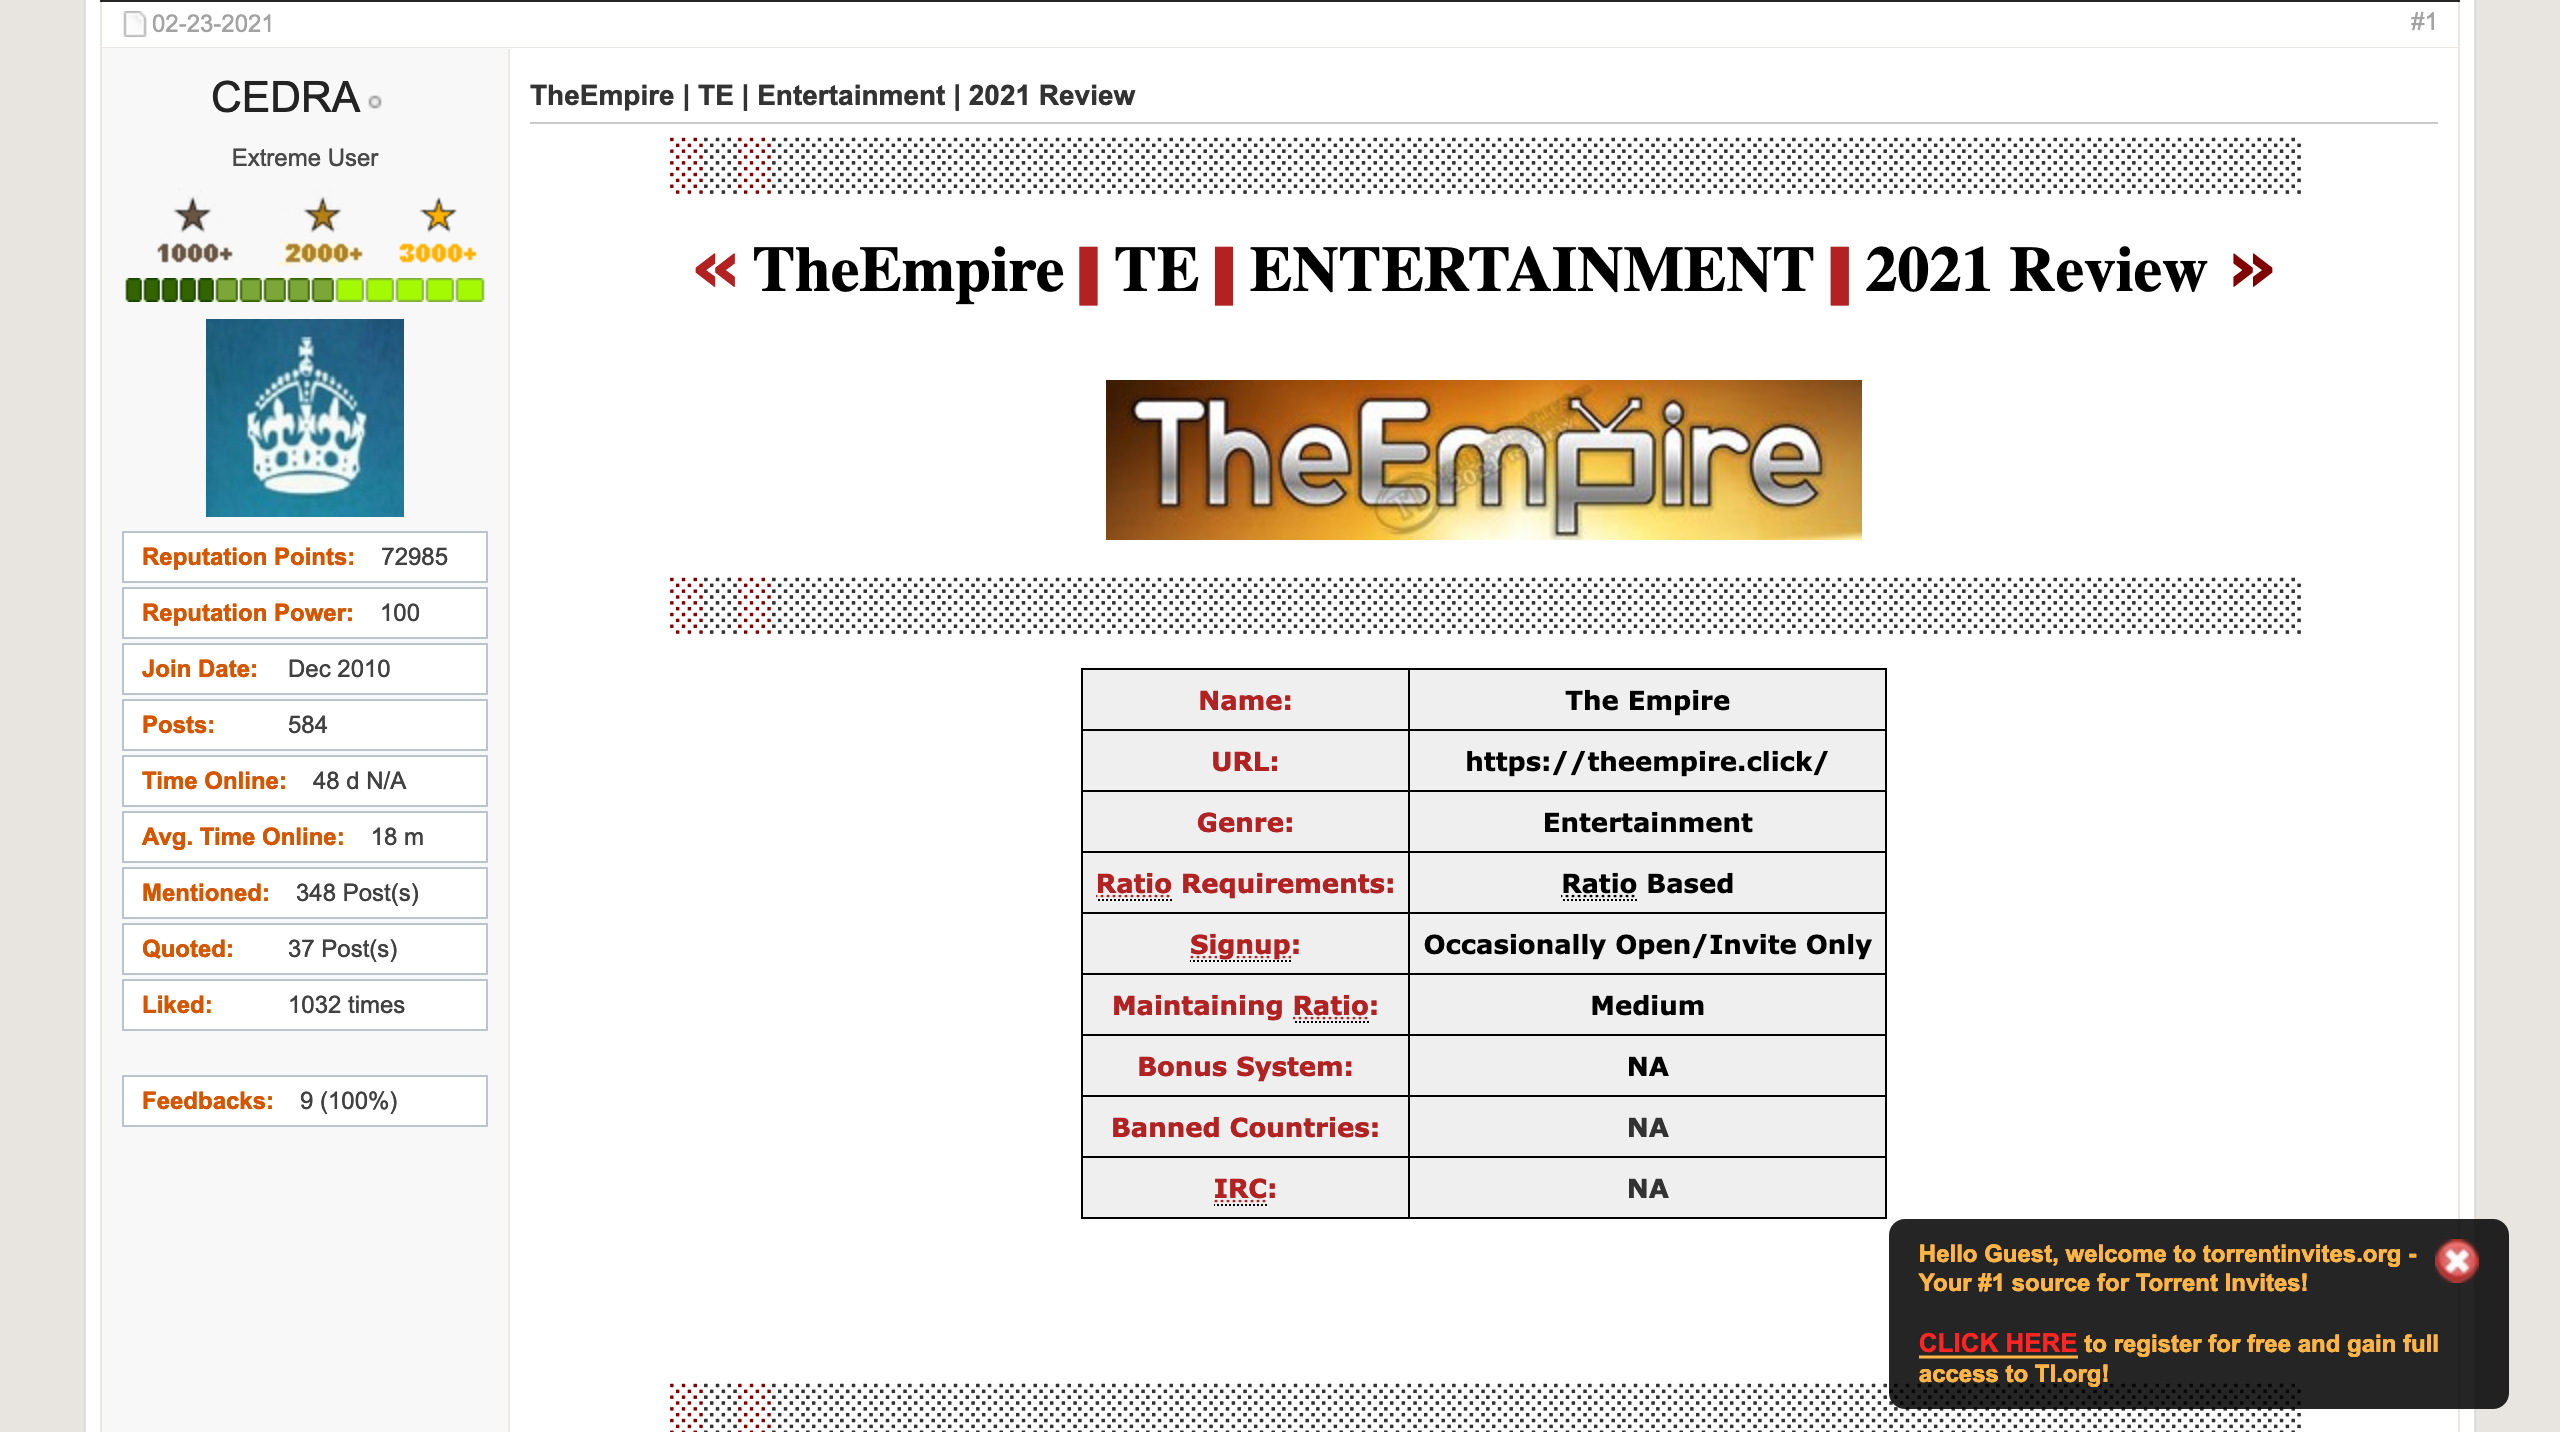 02-23-2021
#1
CEDRA
Extreme User
1000+ 2000+ 3000+
Reputation Points: 72985
Reputation Power: 100
Join Date: Dec 2010
Posts: 584
Time Online: 48 d N/A
Avg. Time Online: 18 m
Mentioned: 348 Post(s)
Quoted: 37 Post(s)
Liked: 1032 times
Feedbacks: 9 (100%)
TheEmpire | TE | Entertainment | 2021 Review
« TheEmpire | TE | ENTERTAINMENT | 2021 Review »
TheEmpire
Name: The Empire
URL: https://theempire.click/
Genre: Entertainment
Ratio Requirements: Ratio Based
Signup: Occasionally Open/Invite Only
Maintaining Ratio: Medium
Bonus System: NA
Banned Countries: NA
IRC: NA
Hello Guest, welcome to torrentinvites.org -
Your #1 source for Torrent Invites!
CLICK HERE to register for free and gain full
access to TI.org!